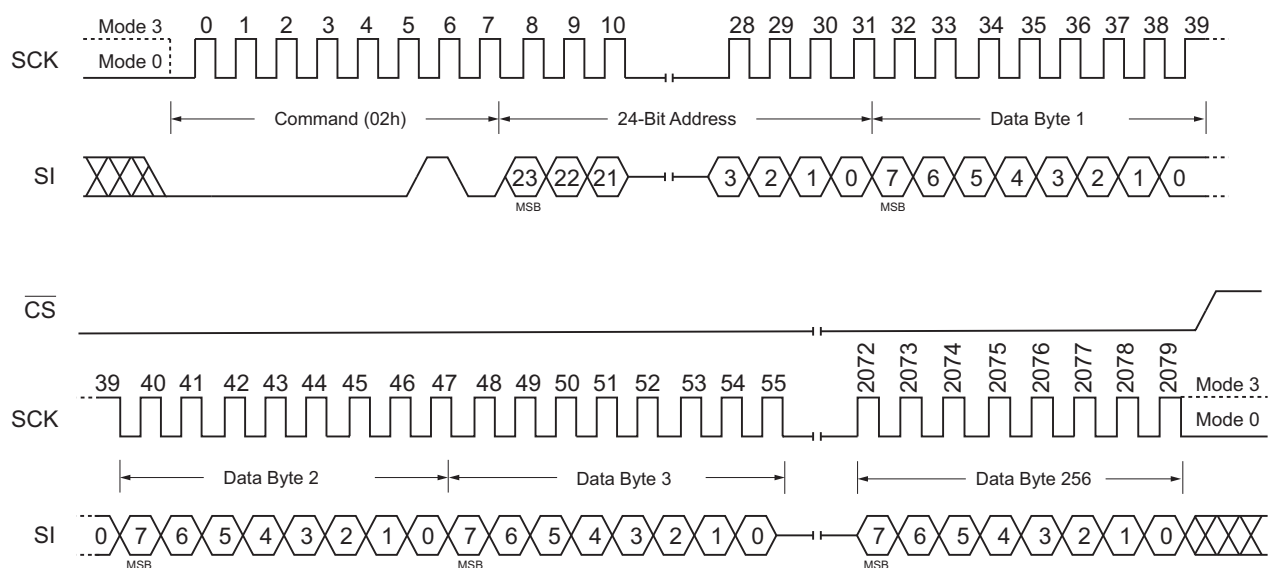 Mode 3 0 1 2 3 4 5 6 7 8 9 10 28 29 30 31 32 33 34 35 36 37 38 39
SCK Mode 0
Command (02h) 24-Bit Address Data Byte 1
SI 23 22 21 3 2 1 0 7 6 5 4 3 2 1 0
MSB MSB
CS
39 40 41 42 43 44 45 46 47 48 49 50 51 52 53 54 55 2072 2073 2074 2075 2076 2077 2078 2079 Mode 3
SCK Mode 0
Data Byte 2 Data Byte 3 Data Byte 256
SI 0 7 6 5 4 3 2 1 0 7 6 5 4 3 2 1 0 7 6 5 4 3 2 1 0
MSB MSB MSB